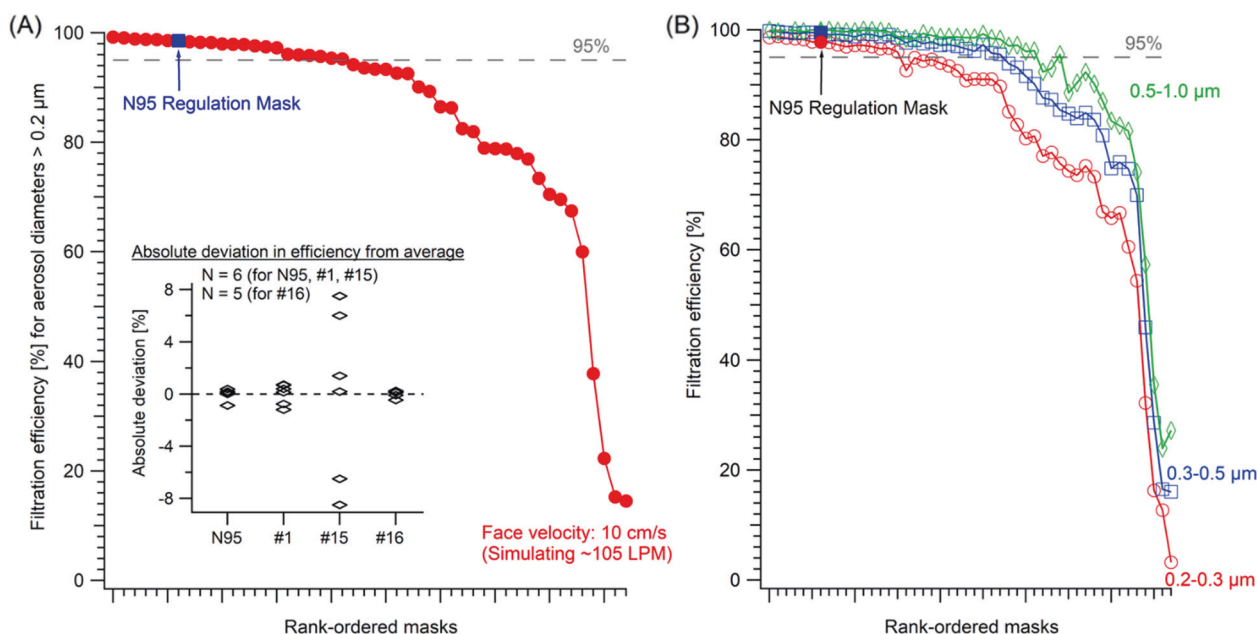 (A)
100
80
60
40
20
0
Filtration efficiency [%] for aerosol diameters > 0.2 µm
95%
N95 Regulation Mask
Absolute deviation in efficiency from average
N = 6 (for N95, #1, #15)
N = 5 (for #16)
8
4
0
-4
-8
Absolute deviation [%]
N95 #1 #15 #16
Face velocity: 10 cm/s
(Simulating ~105 LPM)
Rank-ordered masks
(B)
100
80
60
40
20
0
Filtration efficiency [%]
95%
N95 Regulation Mask
0.5-1.0 µm
0.3-0.5 µm
0.2-0.3 µm
Rank-ordered masks